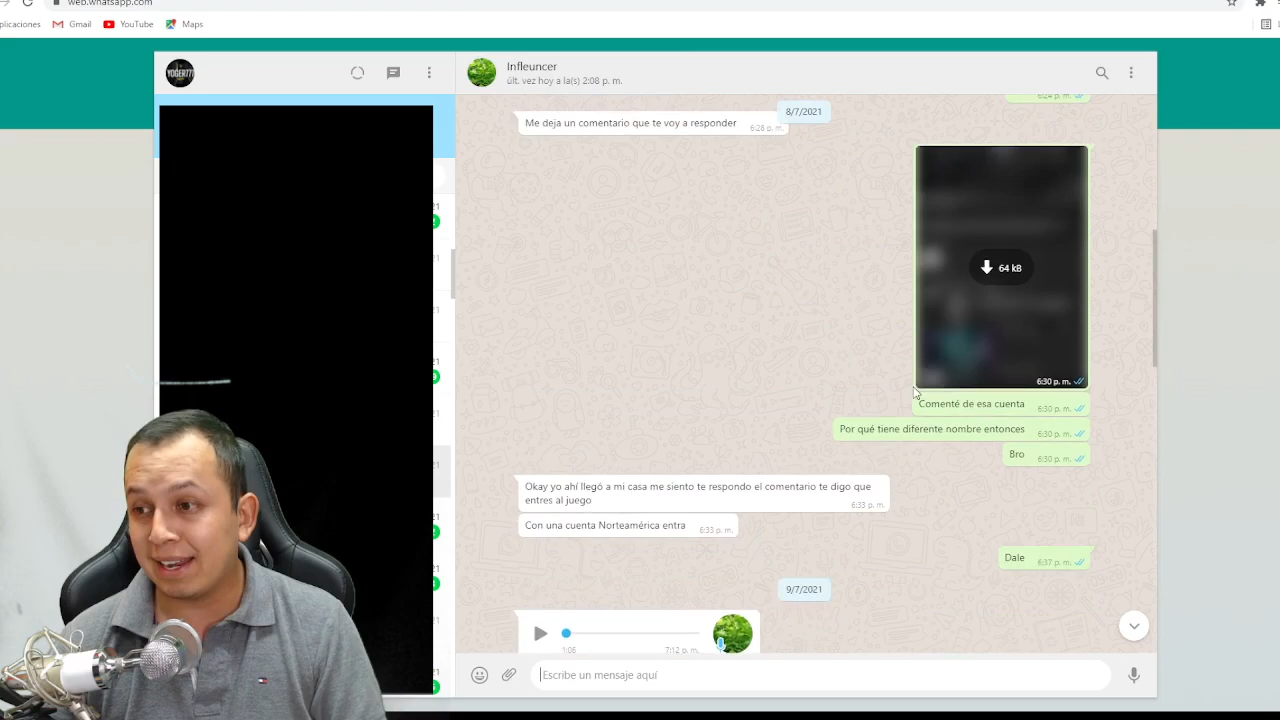 web.whatsapp.com
plicaciones
Gmail
YouTube
Maps
YOGER777
Infleuncer
últ. vez hoy a la(s) 2:08 p. m.
6:24 p. m.
8/7/2021
Me deja un comentario que te voy a responder
6:28 p. m.
64 kB
6:30 p. m.
Comenté de esa cuenta
6:30 p. m.
Por qué tiene diferente nombre entonces
6:30 p. m.
Bro
6:30 p. m.
Okay yo ahí llegó a mi casa me siento te respondo el comentario te digo que
entres al juego
6:33 p. m.
Con una cuenta Norteamérica entra
6:33 p. m.
Dale
6:37 p. m.
9/7/2021
1:06
7:12 p. m.
Escribe un mensaje aquí